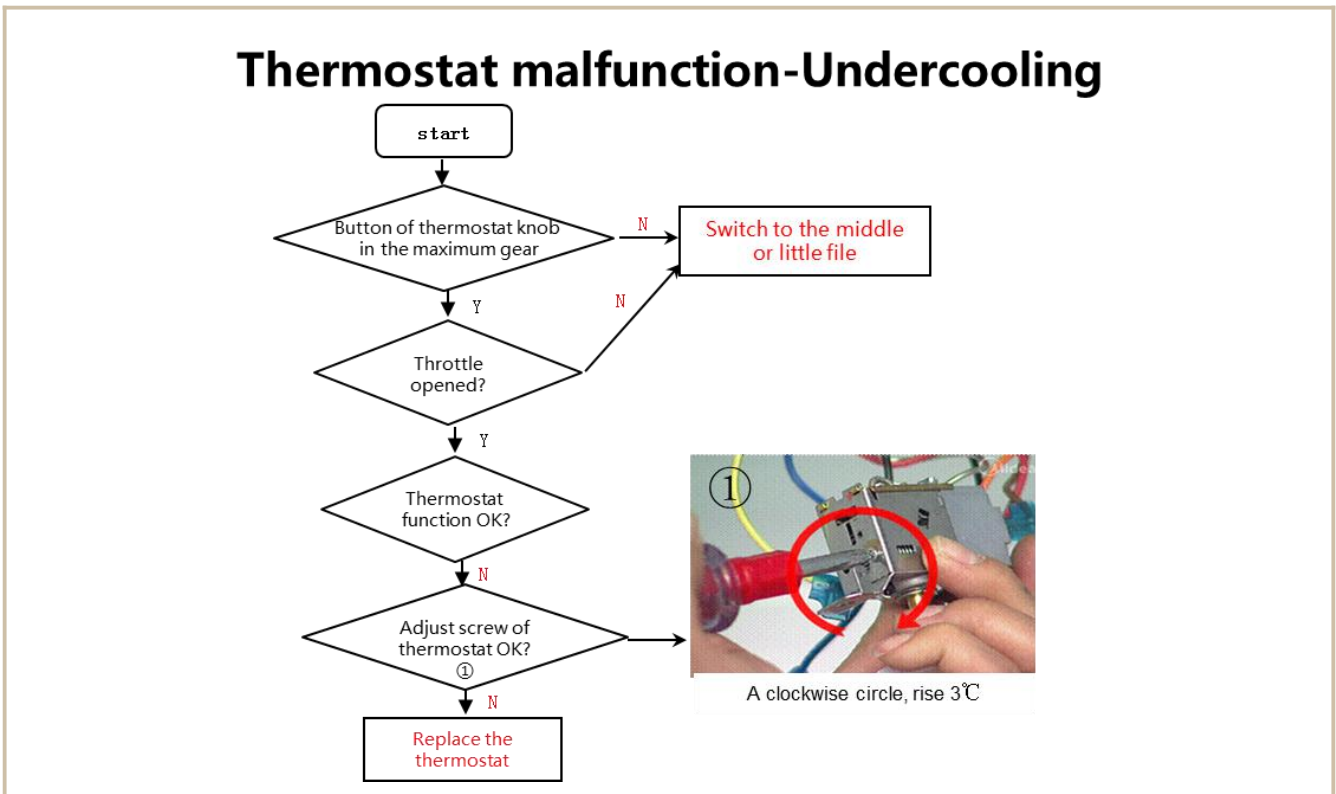 Thermostat malfunction-Undercooling
start
Button of thermostat knob
in the maximum gear
N
Switch to the middle
or little file
Y
N
Throttle
opened?
Y
Thermostat
function OK?
N
Adjust screw of
thermostat OK?
①
N
Replace the
thermostat
①
A clockwise circle, rise 3℃